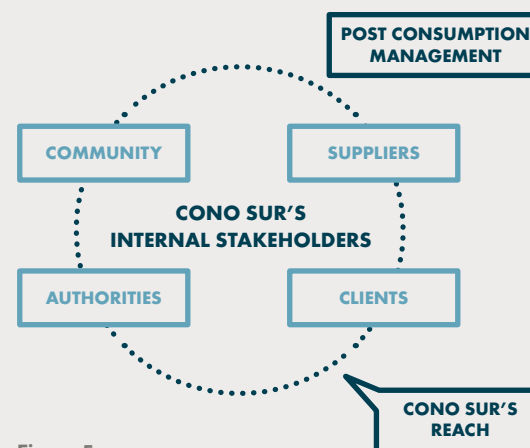 POST CONSUMPTION
MANAGEMENT
COMMUNITY
SUPPLIERS
CONO SUR'S
INTERNAL STAKEHOLDERS
AUTHORITIES
CLIENTS
CONO SUR'S
REACH